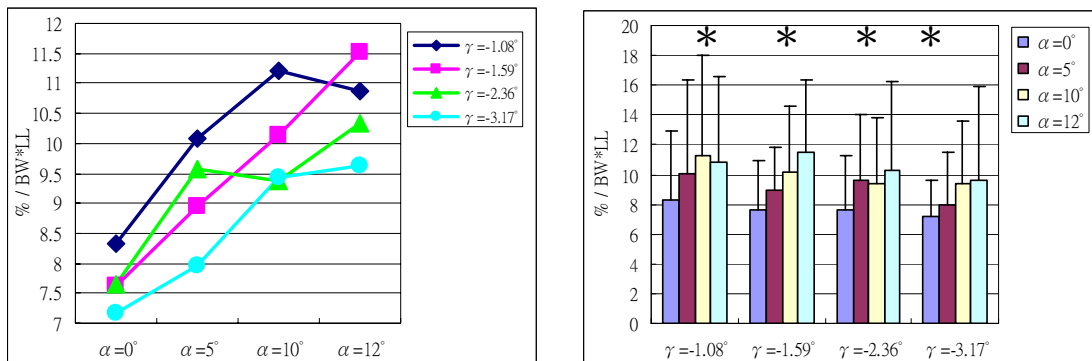 12
11.5
11
10.5
10
9.5
9
8.5
8
7.5
7
% / BW*LL
α=0° α=5° α=10° α=12°
γ=-1.08°
γ=-1.59°
γ=-2.36°
γ=-3.17°
20
18
16
14
12
10
8
6
4
2
0
% / BW*LL
* * * *
γ=-1.08° γ=-1.59° γ=-2.36° γ=-3.17°
α=0°
α=5°
α=10°
α=12°